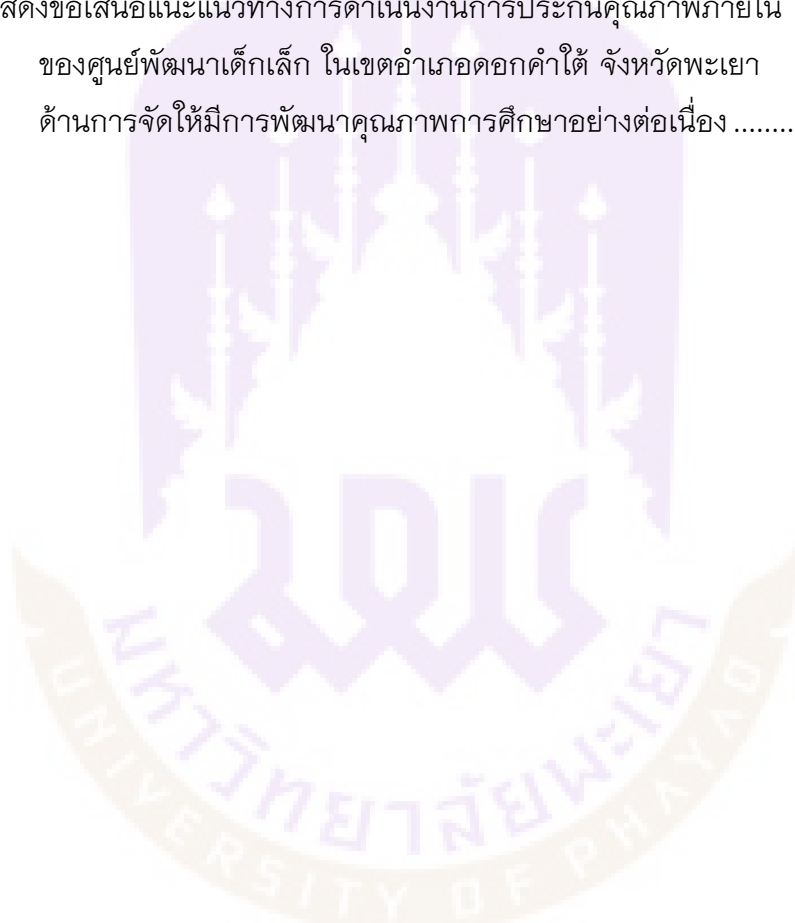 สดงข้อเสนอแนะแนวทางการดำเนินงานการประกันคุณภาพภายใน
ของศูนย์พัฒนาเด็กเล็ก ในเขตอำเภอดอกคำใต้ จังหวัดพะเยา
ด้านการจัดให้มีการพัฒนาคุณภาพการศึกษาอย่างต่อเนื่อง ........
มหาวิทยาลัยพะเยา
UNIVERSITY OF PHAYAO